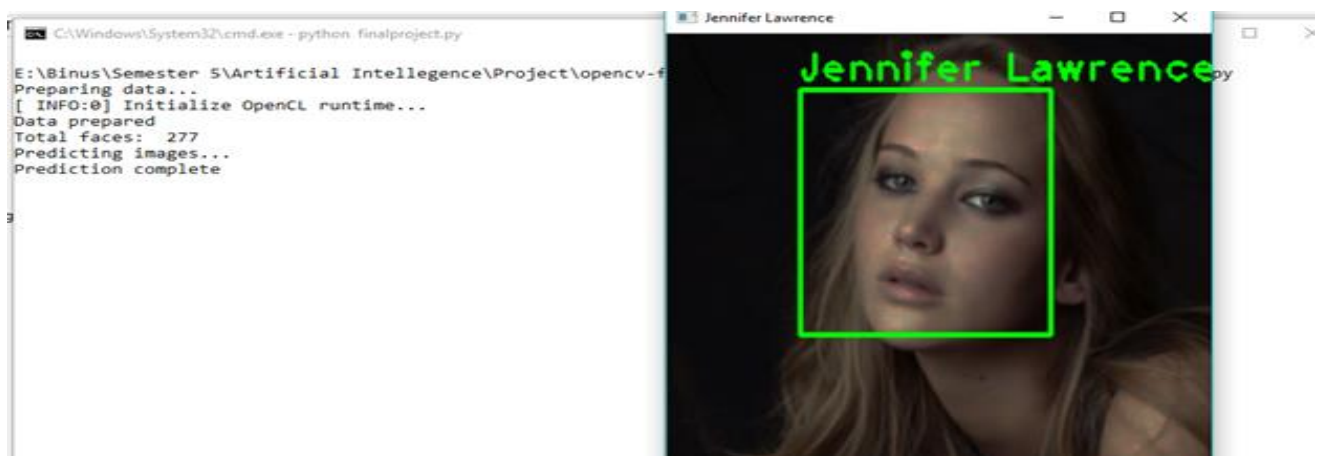 C:\Windows\System32\cmd.exe - python finalproject.py
E:\Binus\Semester 5\Artificial Intellegence\Project\opencv-f
py
Preparing data...
[ INFO:0] Initialize OpenCL runtime...
Data prepared
Total faces: 277
Predicting images...
Prediction complete
Jennifer Lawrence
Jennifer Lawrence